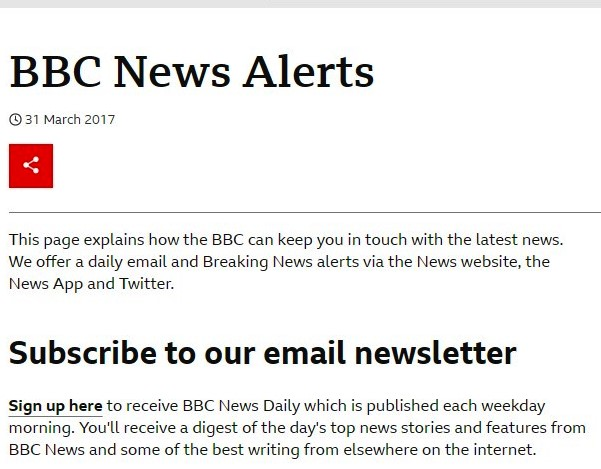 BBC News Alerts
31 March 2017
This page explains how the BBC can keep you in touch with the latest news.
We offer a daily email and Breaking News alerts via the News website, the
News App and Twitter.
Subscribe to our email newsletter
Sign up here to receive BBC News Daily which is published each weekday
morning. You'll receive a digest of the day's top news stories and features from
BBC News and some of the best writing from elsewhere on the internet.